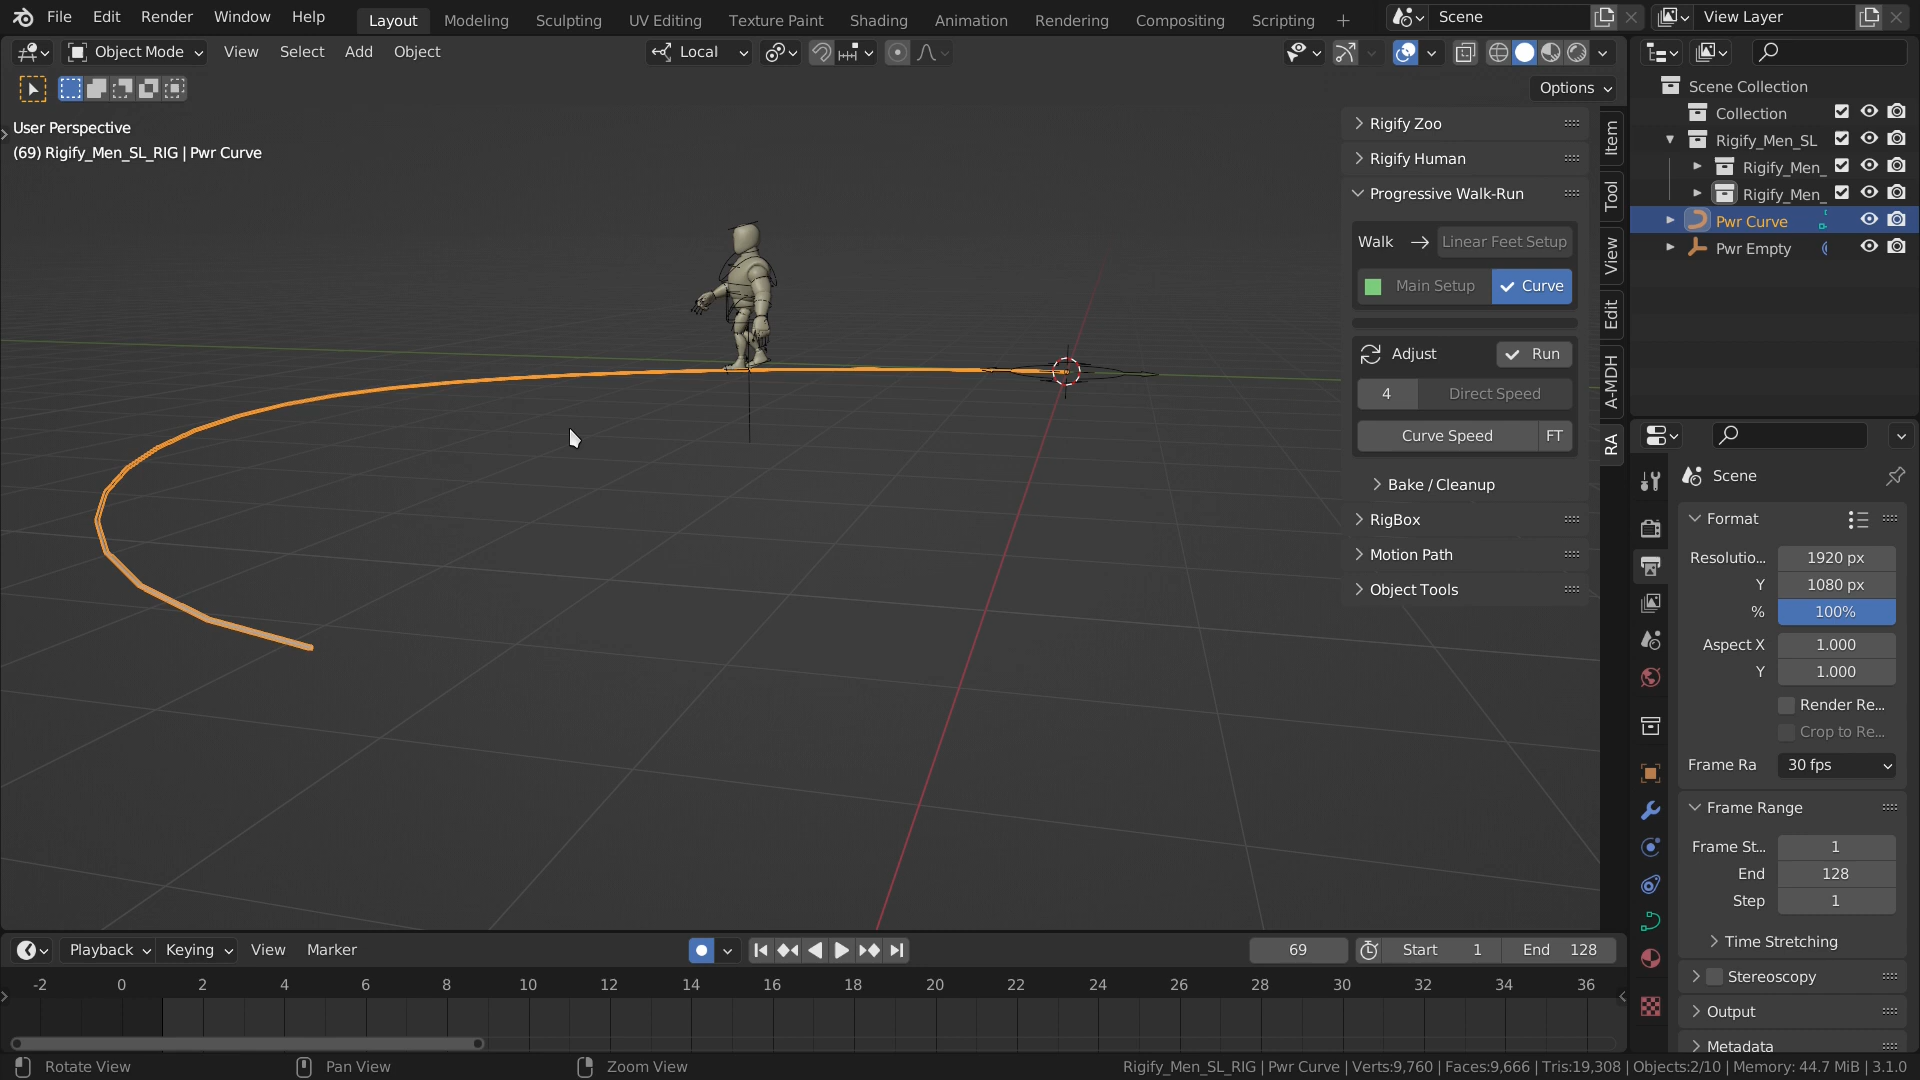 File Edit Render Window Help Layout Modeling Sculpting UV Editing Texture Paint Shading Animation Rendering Compositing Scripting + Scene View Layer
Object Mode View Select Add Object Local
Options
User Perspective
(69) Rigify_Men_SL_RIG | Pwr Curve
Rigify Zoo
Rigify Human
Progressive Walk-Run
Walk → Linear Feet Setup
Main Setup Curve
Adjust Run
4 Direct Speed
Curve Speed FT
Bake / Cleanup
RigBox
Motion Path
Object Tools
Item
Tool
View
Edit
A-MDH
RA
Scene Collection
Collection
Rigify_Men_SL
Rigify_Men_
Rigify_Men_
Pwr Curve
Pwr Empty
Scene
Format
Resolutio... 1920 px
Y 1080 px
% 100%
Aspect X 1.000
Y 1.000
Render Re...
Crop to Re...
Frame Ra 30 fps
Frame Range
Frame St... 1
End 128
Step 1
Time Stretching
Stereoscopy
Output
Metadata
Playback Keying View Marker 69 Start 1 End 128
-2 0 2 4 6 8 10 12 14 16 18 20 22 24 26 28 30 32 34 36
Rotate View Pan View Zoom View Rigify_Men_SL_RIG | Pwr Curve | Verts:9,760 | Faces:9,666 | Tris:19,308 | Objects:2/10 | Memory: 44.7 MiB | 3.1.0